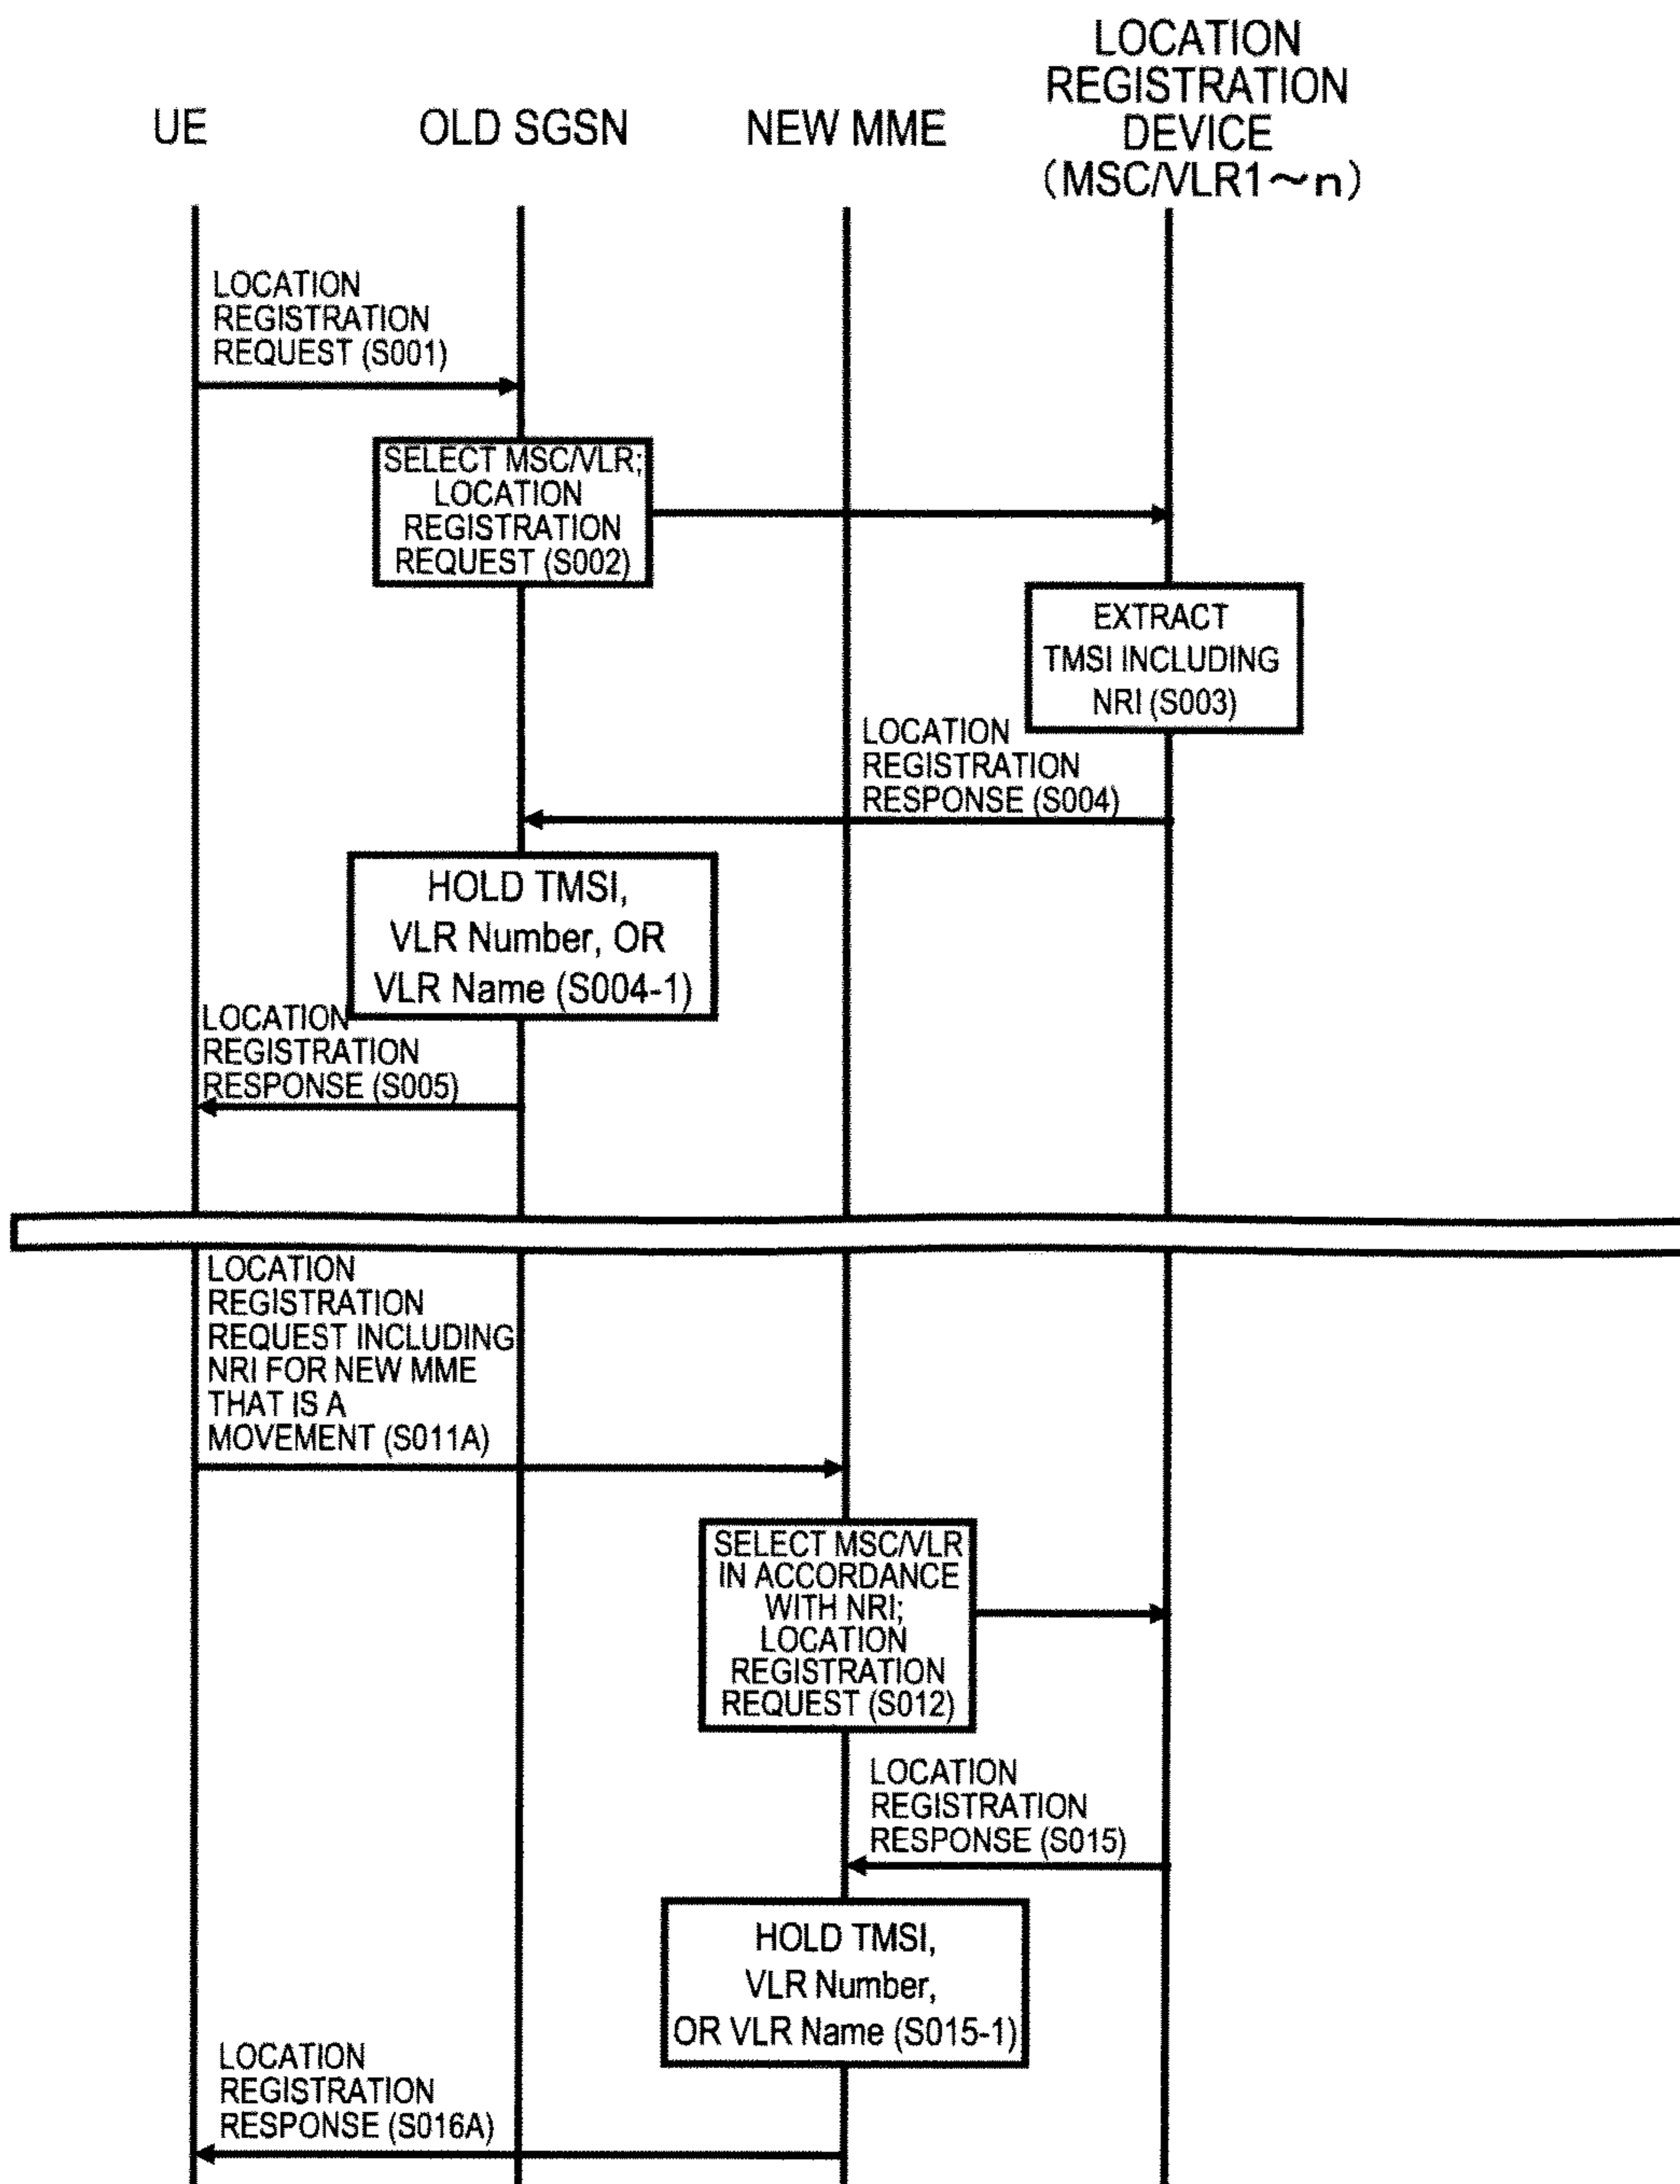 LOCATION
REGISTRATION
DEVICE
(MSC/VLR1～n)
UE
OLD SGSN
NEW MME
LOCATION
REGISTRATION
REQUEST (S001)
SELECT MSC/VLR;
LOCATION
REGISTRATION
REQUEST (S002)
EXTRACT
TMSI INCLUDING
NRI (S003)
LOCATION
REGISTRATION
RESPONSE (S004)
HOLD TMSI,
VLR Number, OR
VLR Name (S004-1)
LOCATION
REGISTRATION
RESPONSE (S005)
LOCATION
REGISTRATION
REQUEST INCLUDING
NRI FOR NEW MME
THAT IS A
MOVEMENT (S011A)
SELECT MSC/VLR
IN ACCORDANCE
WITH NRI;
LOCATION
REGISTRATION
REQUEST (S012)
LOCATION
REGISTRATION
RESPONSE (S015)
HOLD TMSI,
VLR Number,
OR VLR Name (S015-1)
LOCATION
REGISTRATION
RESPONSE (S016A)